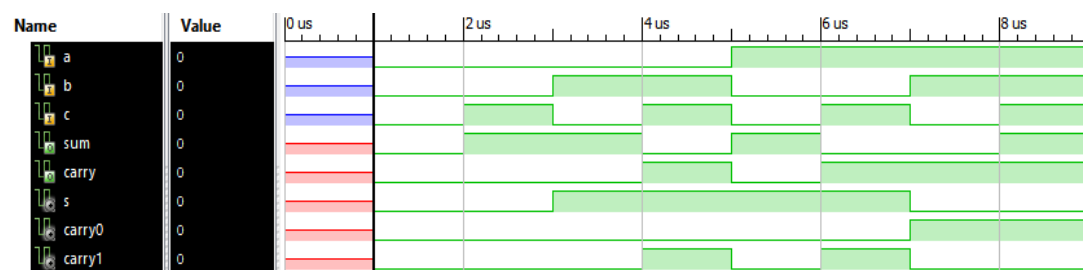 Name Value 0 us 2 us 4 us 6 us 8 us
a 0
b 0
c 0
sum 0
carry 0
s 0
carry0 0
carry1 0